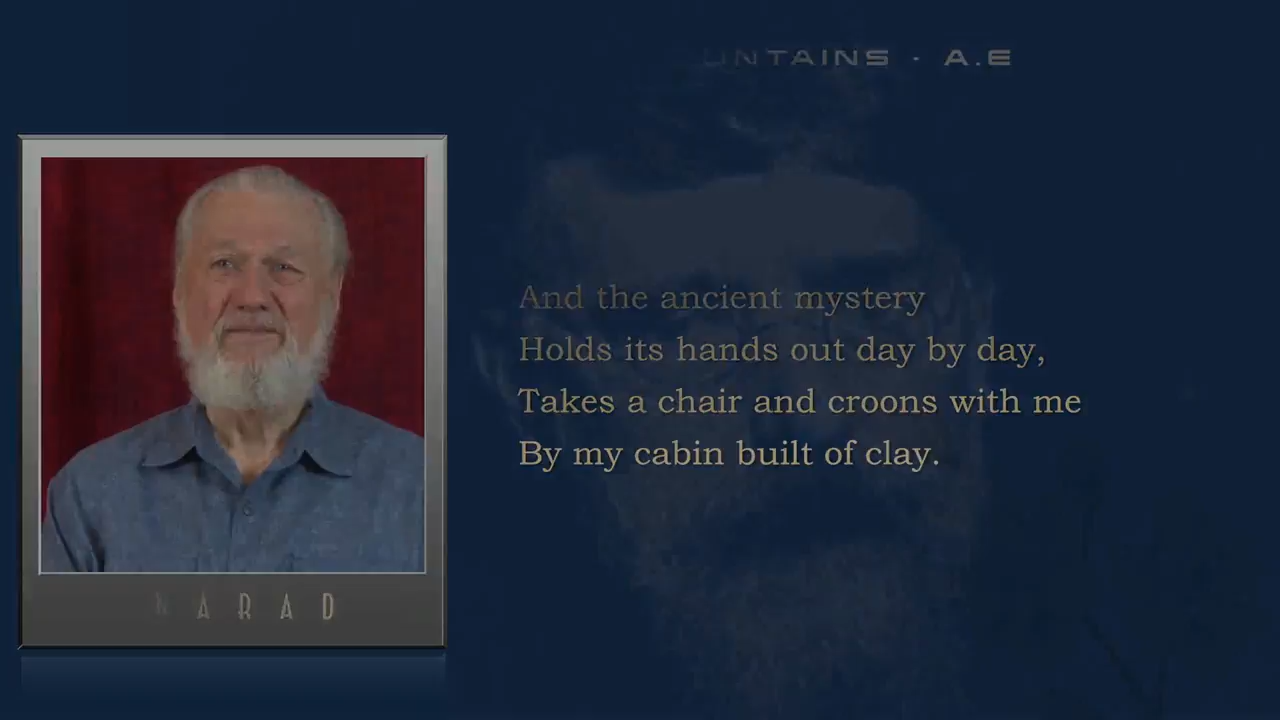 UNTAINS - A.E
And the ancient mystery
Holds its hands out day by day,
Takes a chair and croons with me
By my cabin built of clay.
NARAD